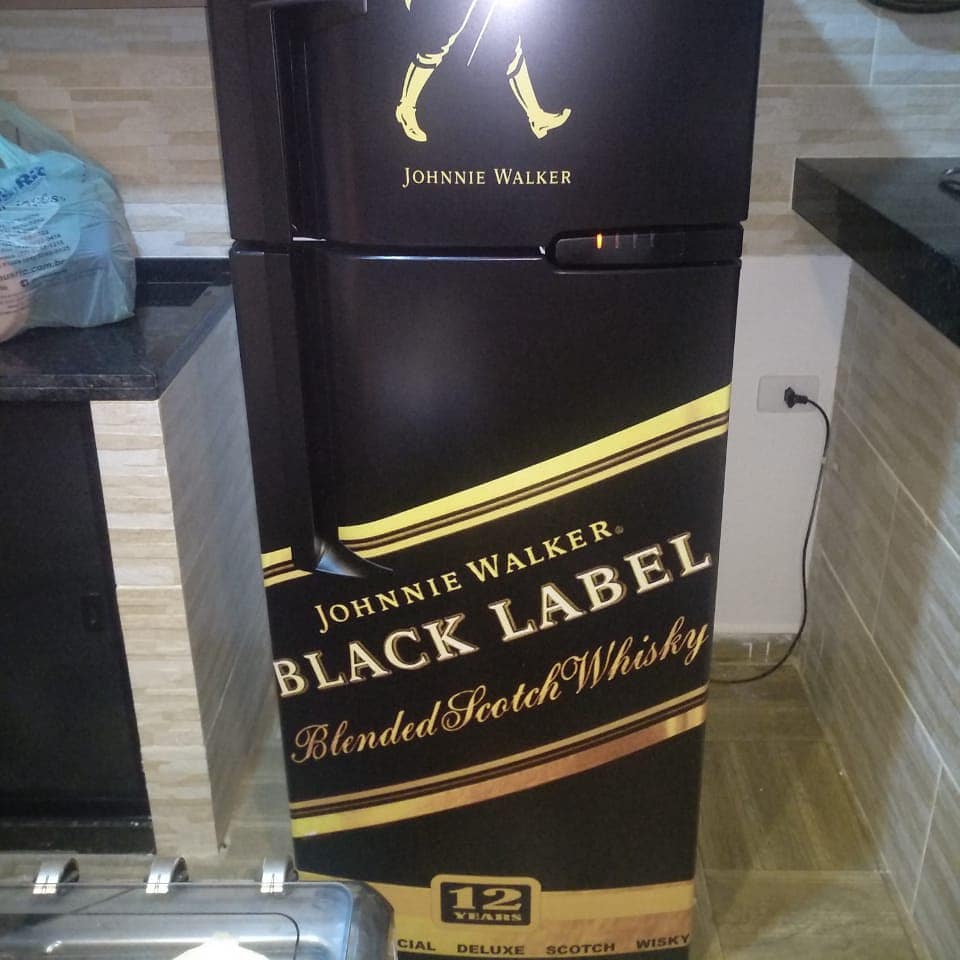 JOHNNIE WALKER
JOHNNIE WALKER®
BLACK LABEL
Blended Scotch Whisky
12
YEARS
CIAL DELUXE SCOTCH WISKY